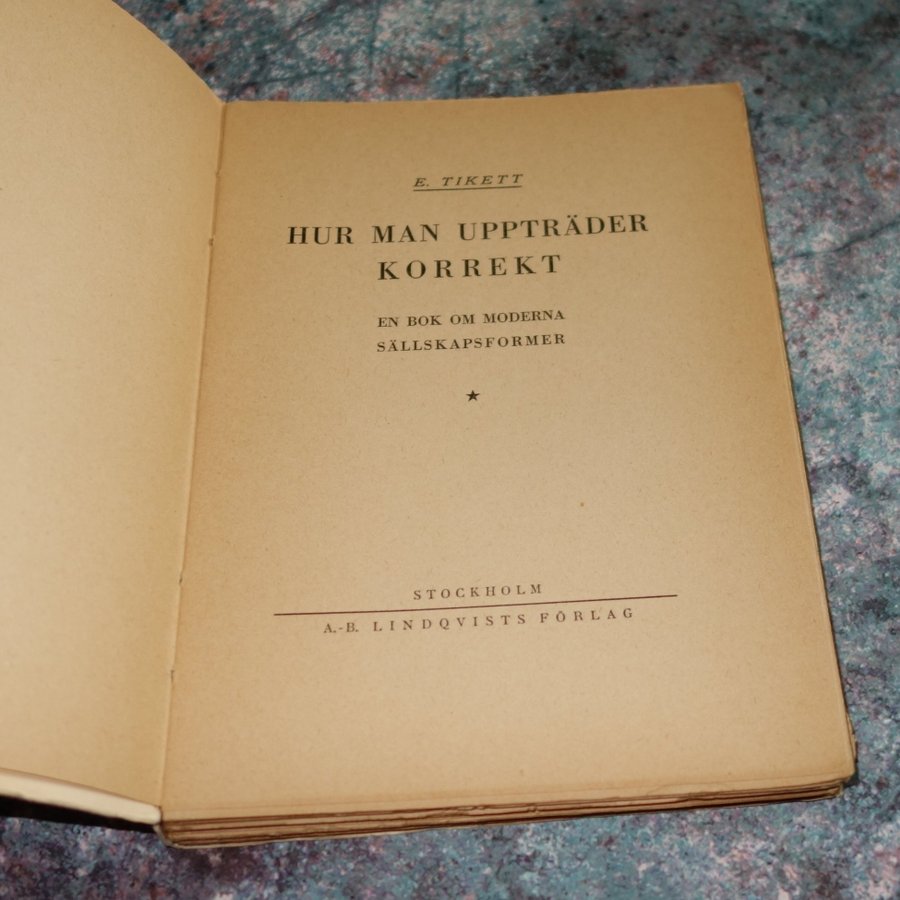 E. TIKETT
HUR MAN UPPTRÄDER
KORREKT
EN BOK OM MODERNA
SÄLLSKAPSFORMER
★
STOCKHOLM
A.-B. LINDQVISTS FÖRLAG